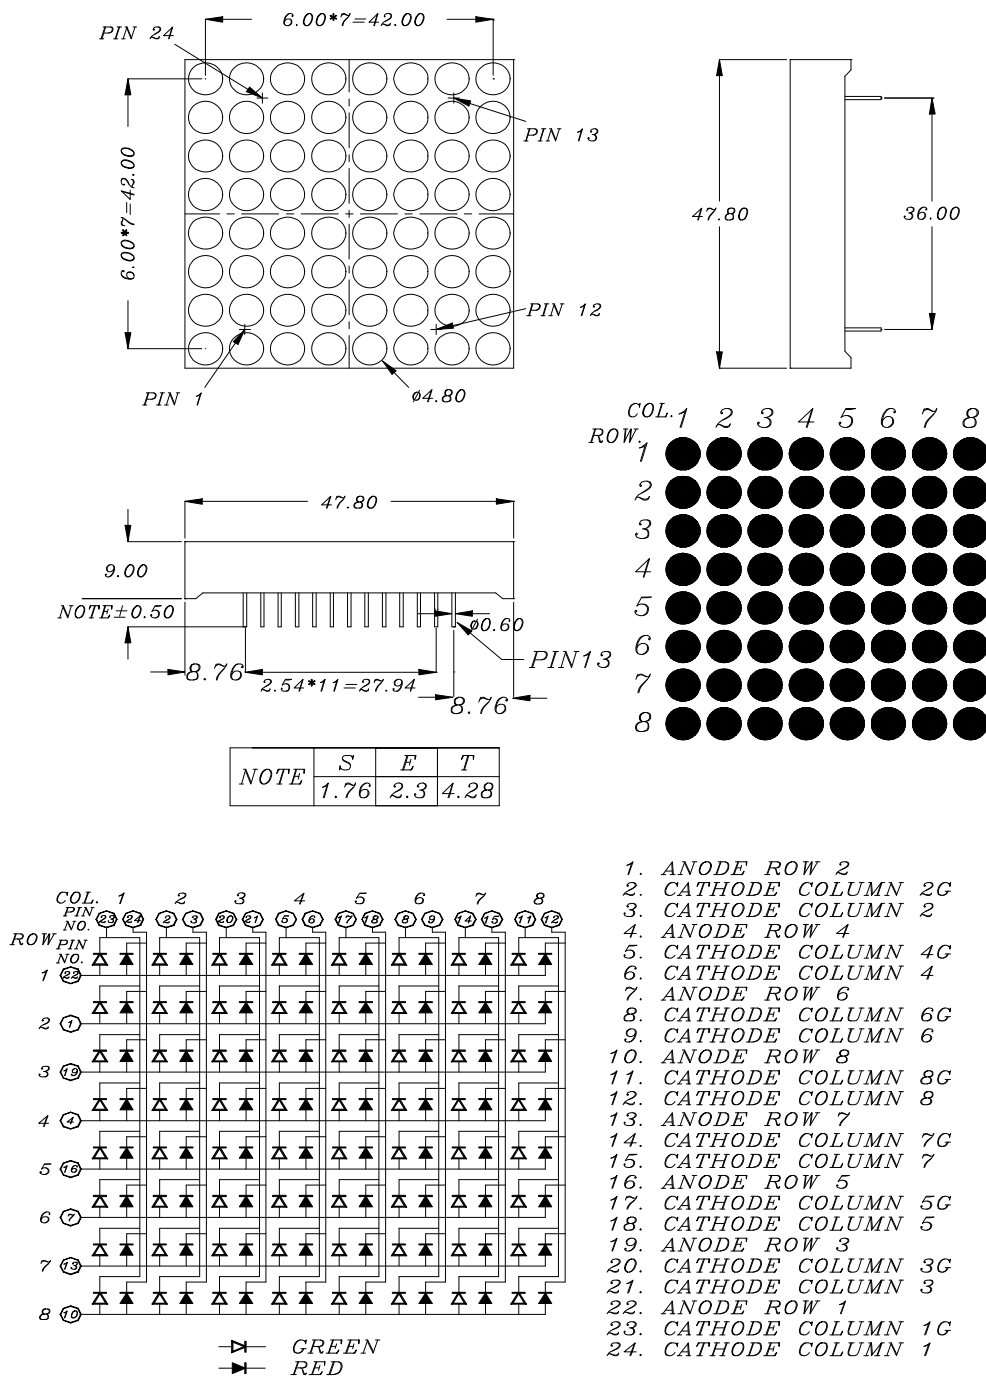 6.00*7=42.00
PIN 24
PIN 13
6.00*7=42.00
47.80
36.00
PIN 12
PIN 1
ø4.80
COL. 1 2 3 4 5 6 7 8
ROW.
1
2
3
4
5
6
7
8
47.80
9.00
NOTE±0.50
ø0.60
PIN13
8.76
2.54*11=27.94
8.76
NOTE S E T
1.76 2.3 4.28
COL. 1 2 3 4 5 6 7 8
PIN NO. 23 24 2 3 20 21 5 6 17 18 8 9 14 15 11 12
ROW PIN NO.
1 22
2 1
3 19
4 4
5 16
6 7
7 13
8 10
GREEN
RED
1. ANODE ROW 2
2. CATHODE COLUMN 2G
3. CATHODE COLUMN 2
4. ANODE ROW 4
5. CATHODE COLUMN 4G
6. CATHODE COLUMN 4
7. ANODE ROW 6
8. CATHODE COLUMN 6G
9. CATHODE COLUMN 6
10. ANODE ROW 8
11. CATHODE COLUMN 8G
12. CATHODE COLUMN 8
13. ANODE ROW 7
14. CATHODE COLUMN 7G
15. CATHODE COLUMN 7
16. ANODE ROW 5
17. CATHODE COLUMN 5G
18. CATHODE COLUMN 5
19. ANODE ROW 3
20. CATHODE COLUMN 3G
21. CATHODE COLUMN 3
22. ANODE ROW 1
23. CATHODE COLUMN 1G
24. CATHODE COLUMN 1